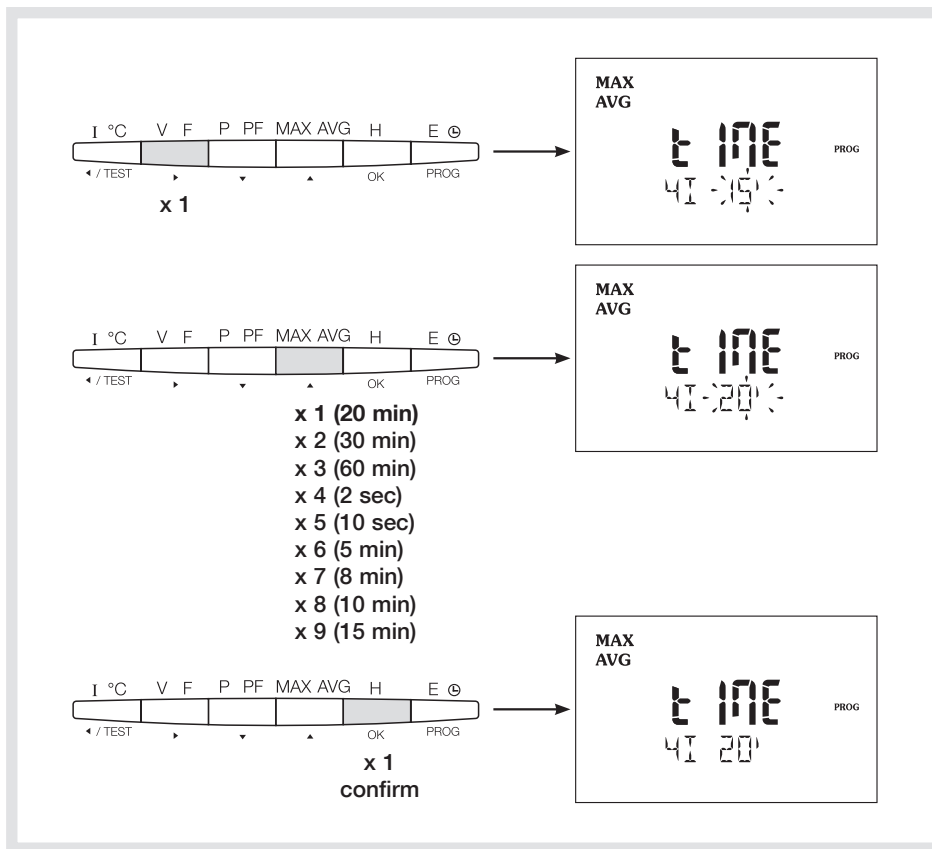 MAX
AVG
I °C V F P PF MAX AVG H E
tIME
PROG
◂ / TEST ▸ ▾ ▴ OK PROG
4I 15'
x 1
MAX
AVG
I °C V F P PF MAX AVG H E
tIME
PROG
◂ / TEST ▸ ▾ ▴ OK PROG
4I 20'
x 1 (20 min)
x 2 (30 min)
x 3 (60 min)
x 4 (2 sec)
x 5 (10 sec)
x 6 (5 min)
x 7 (8 min)
x 8 (10 min)
x 9 (15 min)
MAX
AVG
I °C V F P PF MAX AVG H E
tIME
PROG
◂ / TEST ▸ ▾ ▴ OK PROG
4I 20'
x 1
confirm